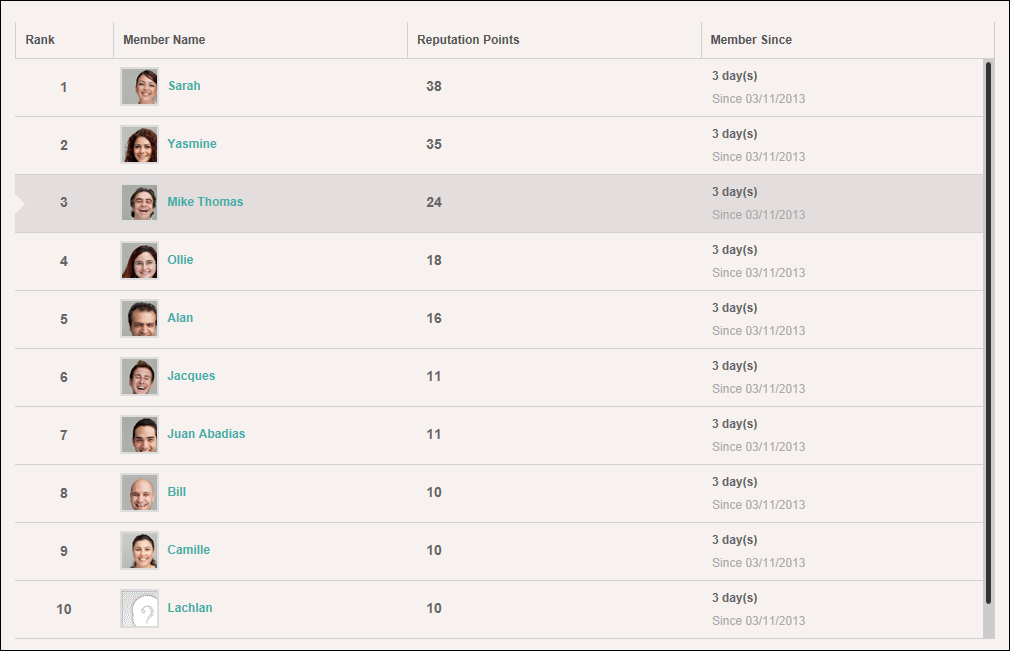 Rank Member Name Reputation Points Member Since
1 Sarah 38 3 day(s)
Since 03/11/2013
2 Yasmine 35 3 day(s)
Since 03/11/2013
3 Mike Thomas 24 3 day(s)
Since 03/11/2013
4 Ollie 18 3 day(s)
Since 03/11/2013
5 Alan 16 3 day(s)
Since 03/11/2013
6 Jacques 11 3 day(s)
Since 03/11/2013
7 Juan Abadias 11 3 day(s)
Since 03/11/2013
8 Bill 10 3 day(s)
Since 03/11/2013
9 Camille 10 3 day(s)
Since 03/11/2013
10 ? Lachlan 10 3 day(s)
Since 03/11/2013